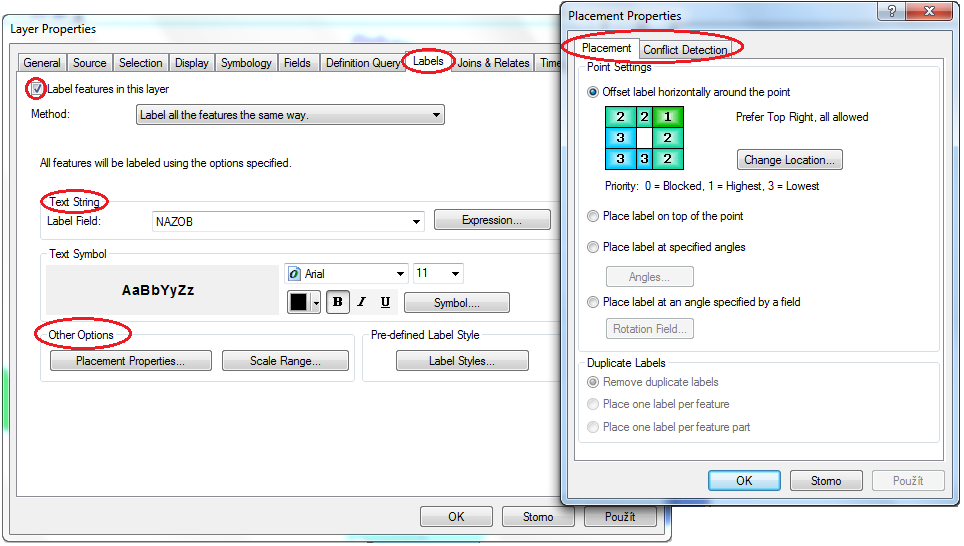 Layer Properties
General Source Selection Display Symbology Fields Definition Query Labels Joins & Relates Time
Label features in this layer
Method: Label all the features the same way.
All features will be labeled using the options specified.
Text String
Label Field: NAZOB Expression...
Text Symbol
AaBbYyZz
Arial 11
B I U Symbol....
Other Options
Placement Properties... Scale Range...
Pre-defined Label Style
Label Styles...
OK Storno Použít
Placement Properties
?
Placement Conflict Detection
Point Settings
Offset label horizontally around the point
2 2 1
3 2
3 3 2
Prefer Top Right, all allowed
Change Location...
Priority: 0 = Blocked, 1 = Highest, 3 = Lowest
Place label on top of the point
Place label at specified angles
Angles...
Place label at an angle specified by a field
Rotation Field...
Duplicate Labels
Remove duplicate labels
Place one label per feature
Place one label per feature part
OK Storno Použít